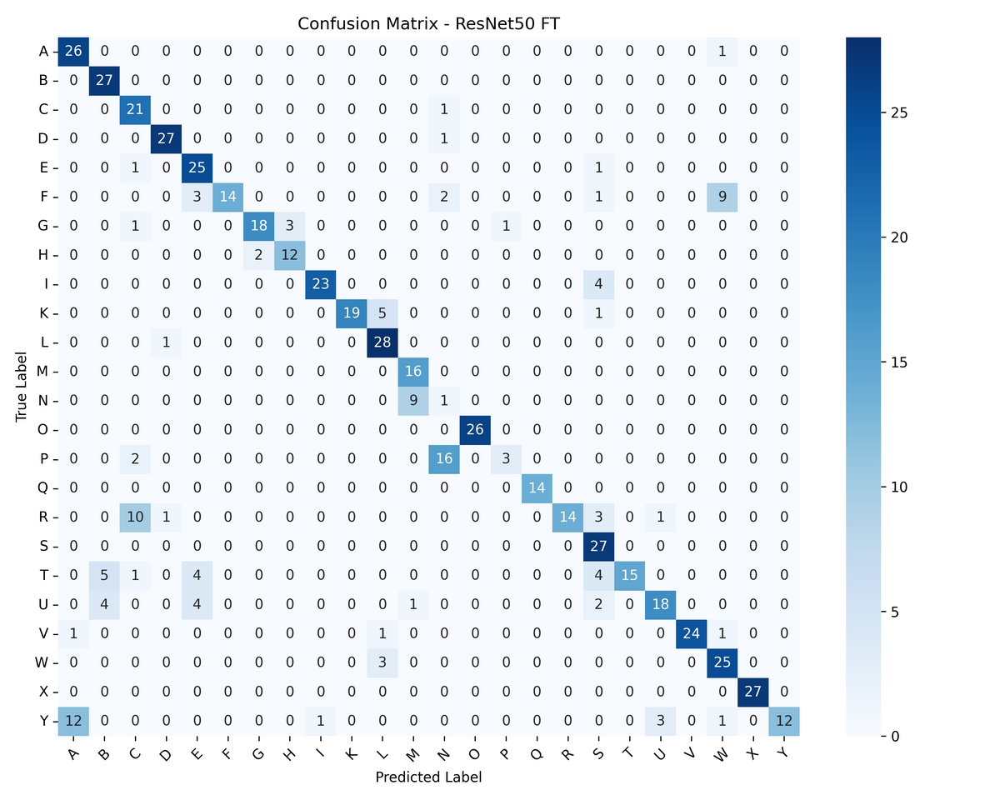 Confusion Matrix - ResNet50 FT
A 26 0 0 0 0 0 0 0 0 0 0 0 0 0 0 0 0 0 0 0 0 1 0 0
B 0 27 0 0 0 0 0 0 0 0 0 0 0 0 0 0 0 0 0 0 0 0 0 0
C 0 0 21 0 0 0 0 0 0 0 0 0 1 0 0 0 0 0 0 0 0 0 0 0
D 0 0 0 27 0 0 0 0 0 0 0 0 1 0 0 0 0 0 0 0 0 0 0 0
E 0 0 1 0 25 0 0 0 0 0 0 0 0 0 0 0 0 1 0 0 0 0 0 0
F 0 0 0 0 3 14 0 0 0 0 0 0 2 0 0 0 0 1 0 0 0 9 0 0
G 0 0 1 0 0 0 18 3 0 0 0 0 0 0 1 0 0 0 0 0 0 0 0 0
H 0 0 0 0 0 0 2 12 0 0 0 0 0 0 0 0 0 0 0 0 0 0 0 0
I 0 0 0 0 0 0 0 0 23 0 0 0 0 0 0 0 0 4 0 0 0 0 0 0
K 0 0 0 0 0 0 0 0 0 19 5 0 0 0 0 0 0 1 0 0 0 0 0 0
L 0 0 0 1 0 0 0 0 0 0 28 0 0 0 0 0 0 0 0 0 0 0 0 0
M 0 0 0 0 0 0 0 0 0 0 0 16 0 0 0 0 0 0 0 0 0 0 0 0
N 0 0 0 0 0 0 0 0 0 0 0 9 1 0 0 0 0 0 0 0 0 0 0 0
O 0 0 0 0 0 0 0 0 0 0 0 0 0 26 0 0 0 0 0 0 0 0 0 0
P 0 0 2 0 0 0 0 0 0 0 0 0 16 0 3 0 0 0 0 0 0 0 0 0
Q 0 0 0 0 0 0 0 0 0 0 0 0 0 0 0 14 0 0 0 0 0 0 0 0
R 0 0 10 1 0 0 0 0 0 0 0 0 0 0 0 0 14 3 0 1 0 0 0 0
S 0 0 0 0 0 0 0 0 0 0 0 0 0 0 0 0 0 27 0 0 0 0 0 0
T 0 5 1 0 4 0 0 0 0 0 0 0 0 0 0 0 0 4 15 0 0 0 0 0
U 0 4 0 0 4 0 0 0 0 0 0 1 0 0 0 0 0 2 0 18 0 0 0 0
V 1 0 0 0 0 0 0 0 0 0 1 0 0 0 0 0 0 0 0 0 24 1 0 0
W 0 0 0 0 0 0 0 0 0 0 3 0 0 0 0 0 0 0 0 0 0 25 0 0
X 0 0 0 0 0 0 0 0 0 0 0 0 0 0 0 0 0 0 0 0 0 0 27 0
Y 12 0 0 0 0 0 0 0 1 0 0 0 0 0 0 0 0 0 0 3 0 1 0 12
A B C D E F G H I K L M N O P Q R S T U V W X Y
Predicted Label
True Label
25
20
15
10
5
0